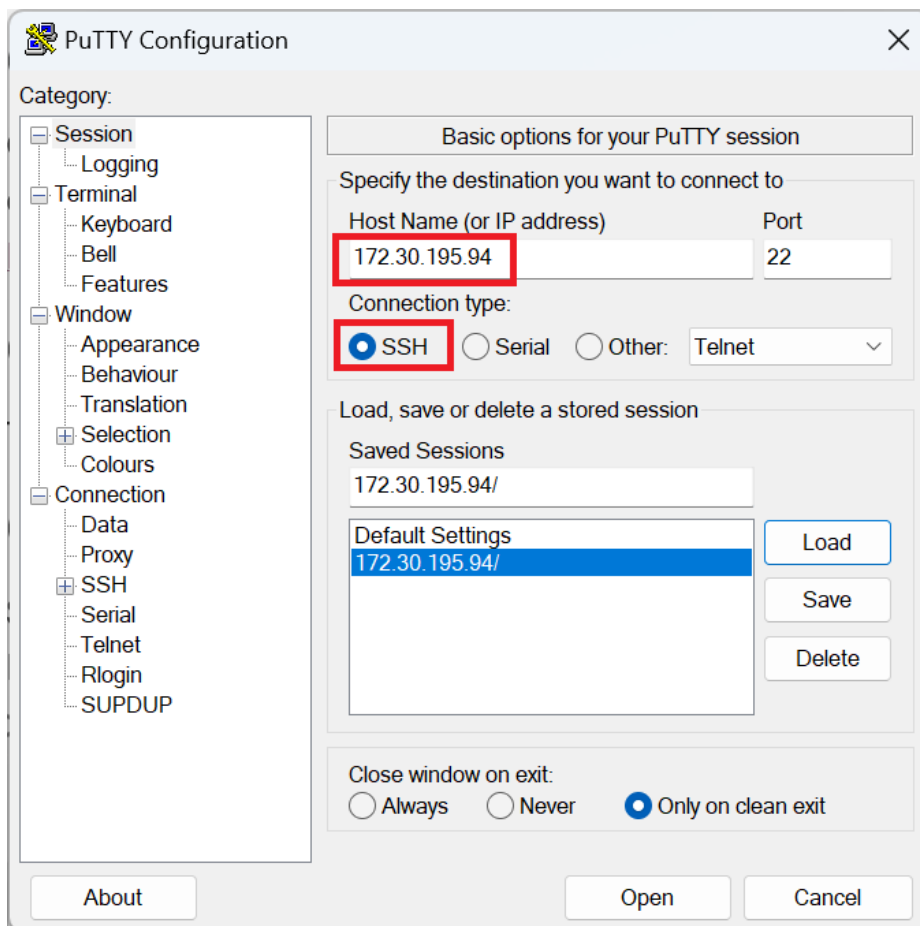 PuTTY Configuration
Category:
Session
Logging
Terminal
Keyboard
Bell
Features
Window
Appearance
Behaviour
Translation
Selection
Colours
Connection
Data
Proxy
SSH
Serial
Telnet
Rlogin
SUPDUP
Basic options for your PuTTY session
Specify the destination you want to connect to
Host Name (or IP address) Port
172.30.195.94 22
Connection type:
SSH Serial Other: Telnet
Load, save or delete a stored session
Saved Sessions
172.30.195.94/
Default Settings
172.30.195.94/
Load
Save
Delete
Close window on exit:
Always Never Only on clean exit
About Open Cancel